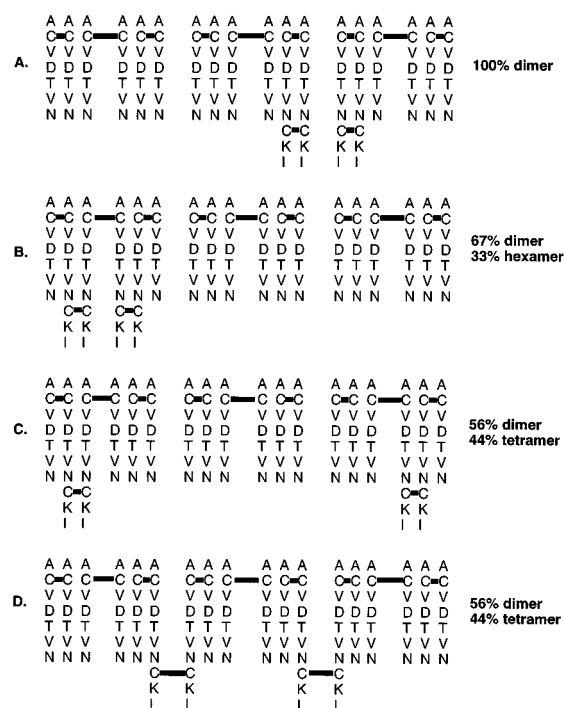 A A A A A A A A A A A A A A A A A A
C C C C C C C C C C C C C C C C C C
V V V V V V V V V V V V V V V V V V
A. D D D D D D D D D D D D D D D D D D 100% dimer
T T T T T T T T T T T T T T T T T T
V V V V V V V V V V V V V V V V V V
N N N N N N N N N N N N N N N N N N
C C C C
K K K K
I I I I
A A A A A A A A A A A A A A A A A A
C C C C C C C C C C C C C C C C C C
V V V V V V V V V V V V V V V V V V 67% dimer
B. D D D D D D D D D D D D D D D D D D 33% hexamer
T T T T T T T T T T T T T T T T T T
V V V V V V V V V V V V V V V V V V
N N N N N N N N N N N N N N N N N N
C C C C
K K K K
I I I I
A A A A A A A A A A A A A A A A A A
C C C C C C C C C C C C C C C C C C
V V V V V V V V V V V V V V V V V V 56% dimer
C. D D D D D D D D D D D D D D D D D D 44% tetramer
T T T T T T T T T T T T T T T T T T
V V V V V V V V V V V V V V V V V V
N N N N N N N N N N N N N N N N N N
C C C C
K K K K
I I I I
A A A A A A A A A A A A A A A A A A
C C C C C C C C C C C C C C C C C C
V V V V V V V V V V V V V V V V V V 56% dimer
D. D D D D D D D D D D D D D D D D D D 44% tetramer
T T T T T T T T T T T T T T T T T T
V V V V V V V V V V V V V V V V V V
N N N N N N N N N N N N N N N N N N
C C C C
K K K K
I I I I